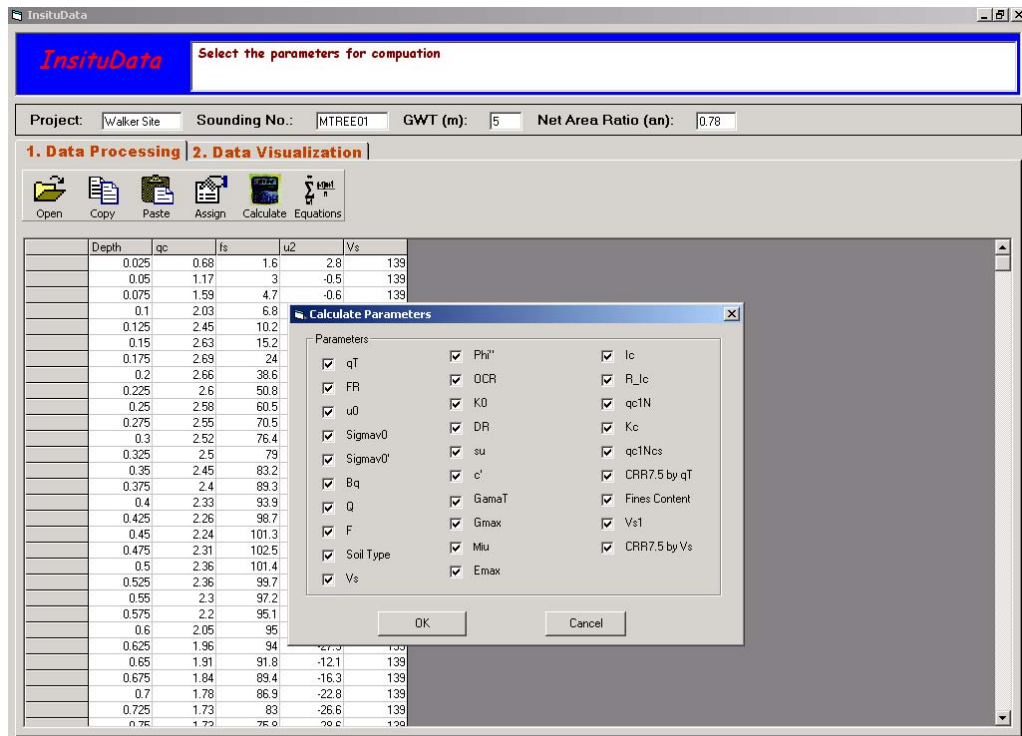 InsituData
InsituData
Select the parameters for compuation
Project: Walker Site Sounding No.: MTREE01 GWT (m): 5 Net Area Ratio (an): 0.78
1. Data Processing 2. Data Visualization
Open Copy Paste Assign Calculate Equations
Depth qc fs u2 Vs
0.025 0.68 1.6 2.8 139
0.05 1.17 3 -0.5 139
0.075 1.59 4.7 -0.6 139
0.1 2.03 6.8
0.125 2.45 10.2
0.15 2.63 15.2
0.175 2.69 24
0.2 2.66 38.6
0.225 2.6 50.8
0.25 2.58 60.5
0.275 2.55 70.5
0.3 2.52 76.4
0.325 2.5 79
0.35 2.45 83.2
0.375 2.4 89.3
0.4 2.33 93.9
0.425 2.26 98.7
0.45 2.24 101.3
0.475 2.31 102.5
0.5 2.36 101.4
0.525 2.36 99.7
0.55 2.3 97.2
0.575 2.2 95.1
0.6 2.05 95
0.625 1.96 94
0.65 1.91 91.8 -12.1 139
0.675 1.84 89.4 -16.3 139
0.7 1.78 86.9 -22.8 139
0.725 1.73 83 -26.6 139
Calculate Parameters
Parameters
qT
FR
u0
Sigmav0
Sigmav0'
Bq
Q
F
Soil Type
Vs
Phi"
OCR
K0
DR
su
c'
GamaT
Gmax
Miu
Emax
Ic
R_Ic
qc1N
Kc
qc1Ncs
CRR7.5 by qT
Fines Content
Vs1
CRR7.5 by Vs
OK Cancel